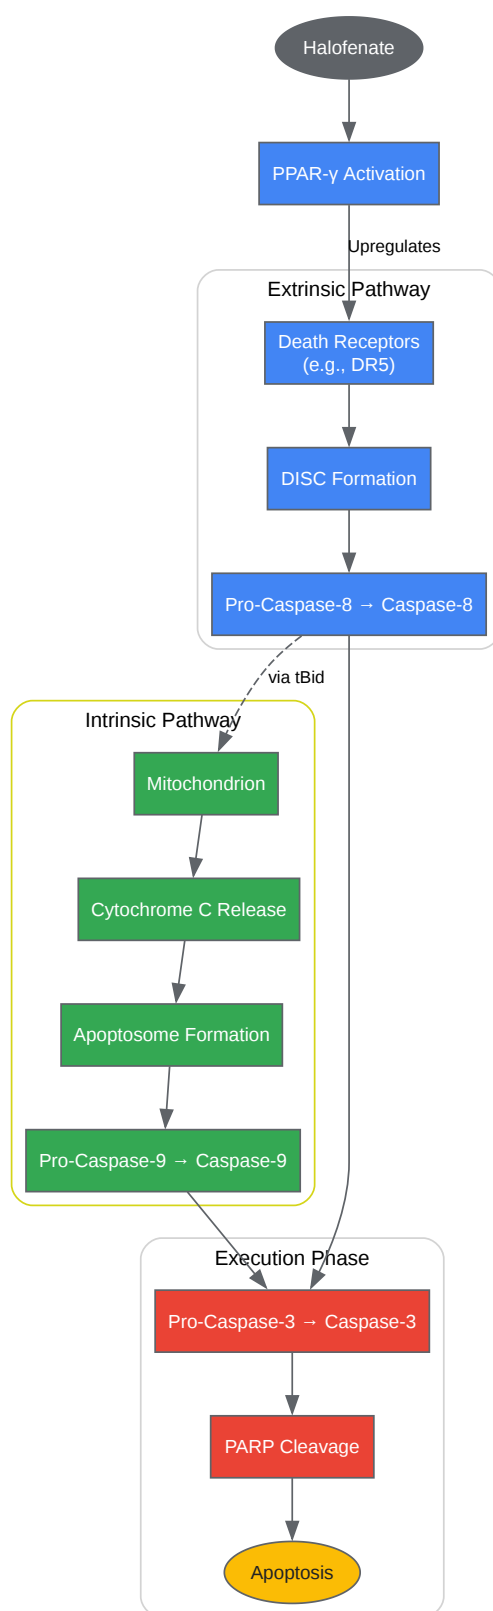 Halofenate
PPAR-γ Activation
Upregulates
Extrinsic Pathway
Death Receptors
(e.g., DR5)
DISC Formation
Pro-Caspase-8 → Caspase-8
via tBid
Intrinsic Pathway
Mitochondrion
Cytochrome C Release
Apoptosome Formation
Pro-Caspase-9 → Caspase-9
Execution Phase
Pro-Caspase-3 → Caspase-3
PARP Cleavage
Apoptosis